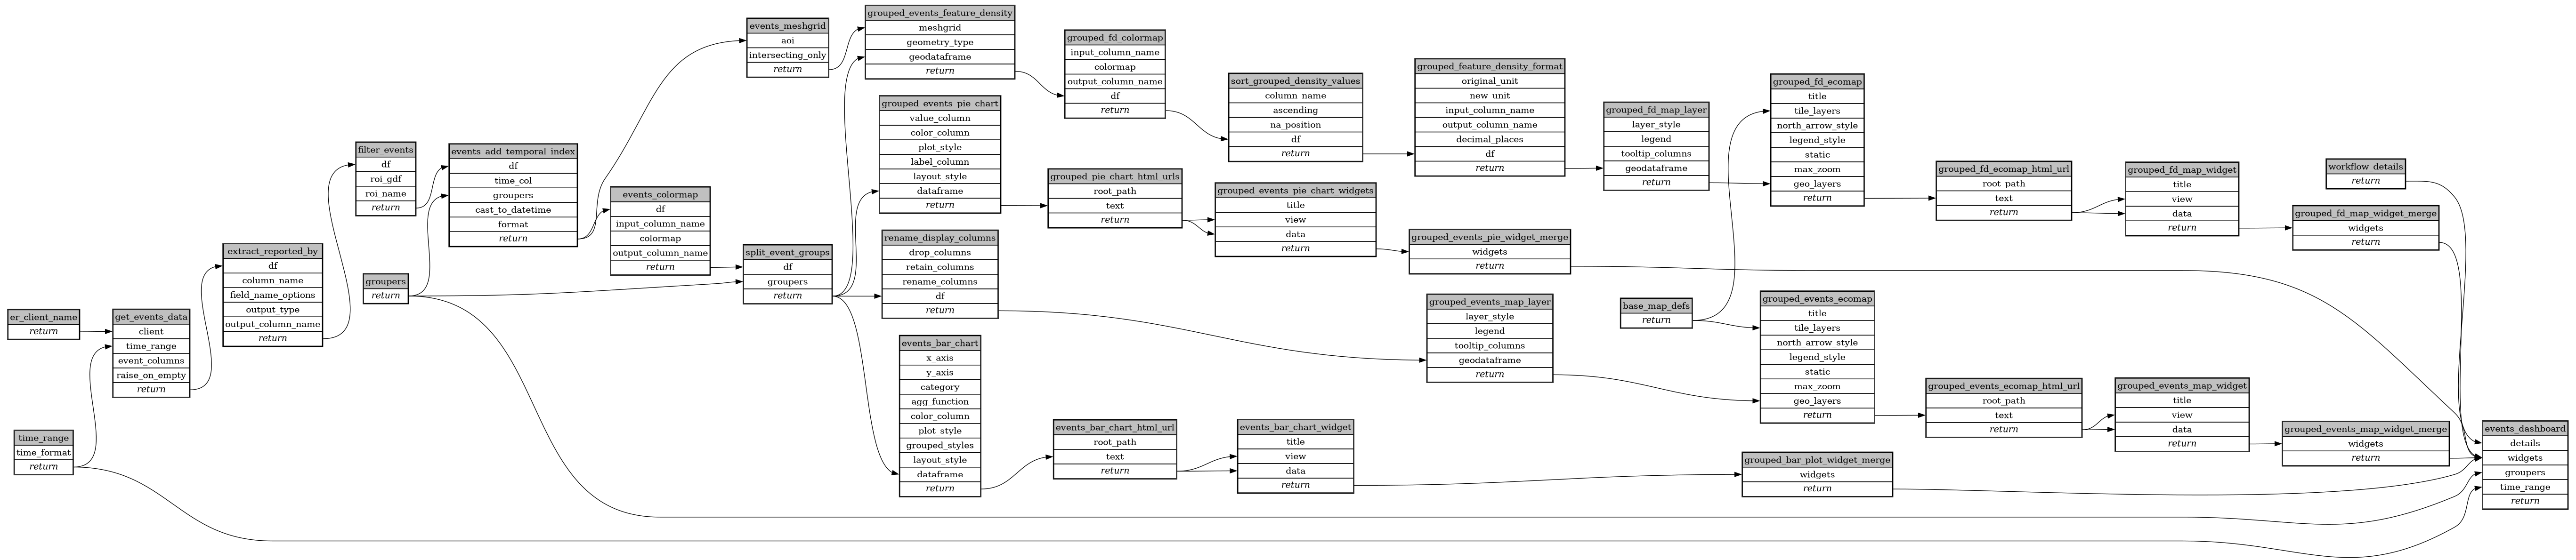 er_client_name
return
time_range
time_format
return
get_events_data
client
time_range
event_columns
raise_on_empty
return
extract_reported_by
df
column_name
field_name_options
output_type
output_column_name
return
filter_events
df
roi_gdf
roi_name
return
groupers
return
events_add_temporal_index
df
time_col
groupers
cast_to_datetime
format
return
events_colormap
df
input_column_name
colormap
output_column_name
return
events_meshgrid
aoi
intersecting_only
return
split_event_groups
df
groupers
return
grouped_events_feature_density
meshgrid
geometry_type
geodataframe
return
grouped_events_pie_chart
value_column
color_column
plot_style
label_column
layout_style
dataframe
return
rename_display_columns
drop_columns
retain_columns
rename_columns
df
return
events_bar_chart
x_axis
y_axis
category
agg_function
color_column
plot_style
grouped_styles
layout_style
dataframe
return
grouped_fd_colormap
input_column_name
colormap
output_column_name
df
return
grouped_pie_chart_html_urls
root_path
text
return
events_bar_chart_html_url
root_path
text
return
sort_grouped_density_values
column_name
ascending
na_position
df
return
grouped_events_pie_chart_widgets
title
view
data
return
events_bar_chart_widget
title
view
data
return
grouped_feature_density_format
original_unit
new_unit
input_column_name
output_column_name
decimal_places
df
return
grouped_events_pie_widget_merge
widgets
return
grouped_events_map_layer
layer_style
legend
tooltip_columns
geodataframe
return
grouped_fd_map_layer
layer_style
legend
tooltip_columns
geodataframe
return
base_map_defs
return
grouped_fd_ecomap
title
tile_layers
north_arrow_style
legend_style
static
max_zoom
geo_layers
return
grouped_events_ecomap
title
tile_layers
north_arrow_style
legend_style
static
max_zoom
geo_layers
return
grouped_bar_plot_widget_merge
widgets
return
grouped_fd_ecomap_html_url
root_path
text
return
grouped_events_ecomap_html_url
root_path
text
return
grouped_fd_map_widget
title
view
data
return
grouped_events_map_widget
title
view
data
return
workflow_details
return
grouped_fd_map_widget_merge
widgets
return
grouped_events_map_widget_merge
widgets
return
events_dashboard
details
widgets
groupers
time_range
return